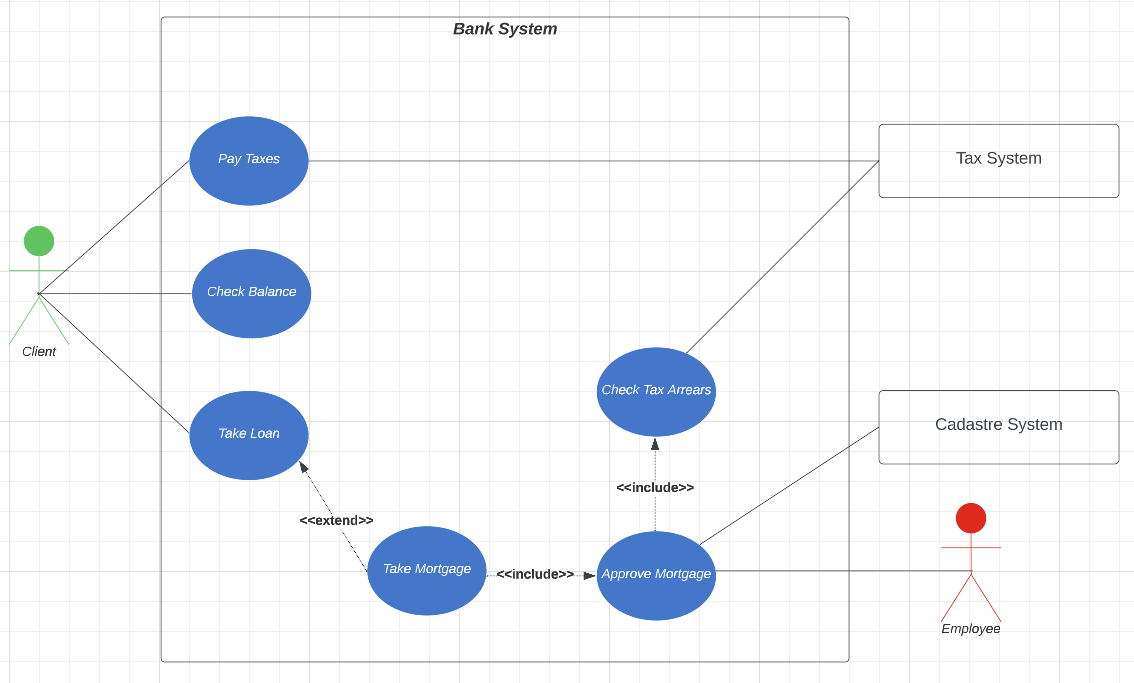 Bank System
Pay Taxes
Tax System
Check Balance
Client
Check Tax Arrears
Take Loan
Cadastre System
<<include>>
<<extend>>
Take Mortgage
<<include>>
Approve Mortgage
Employee